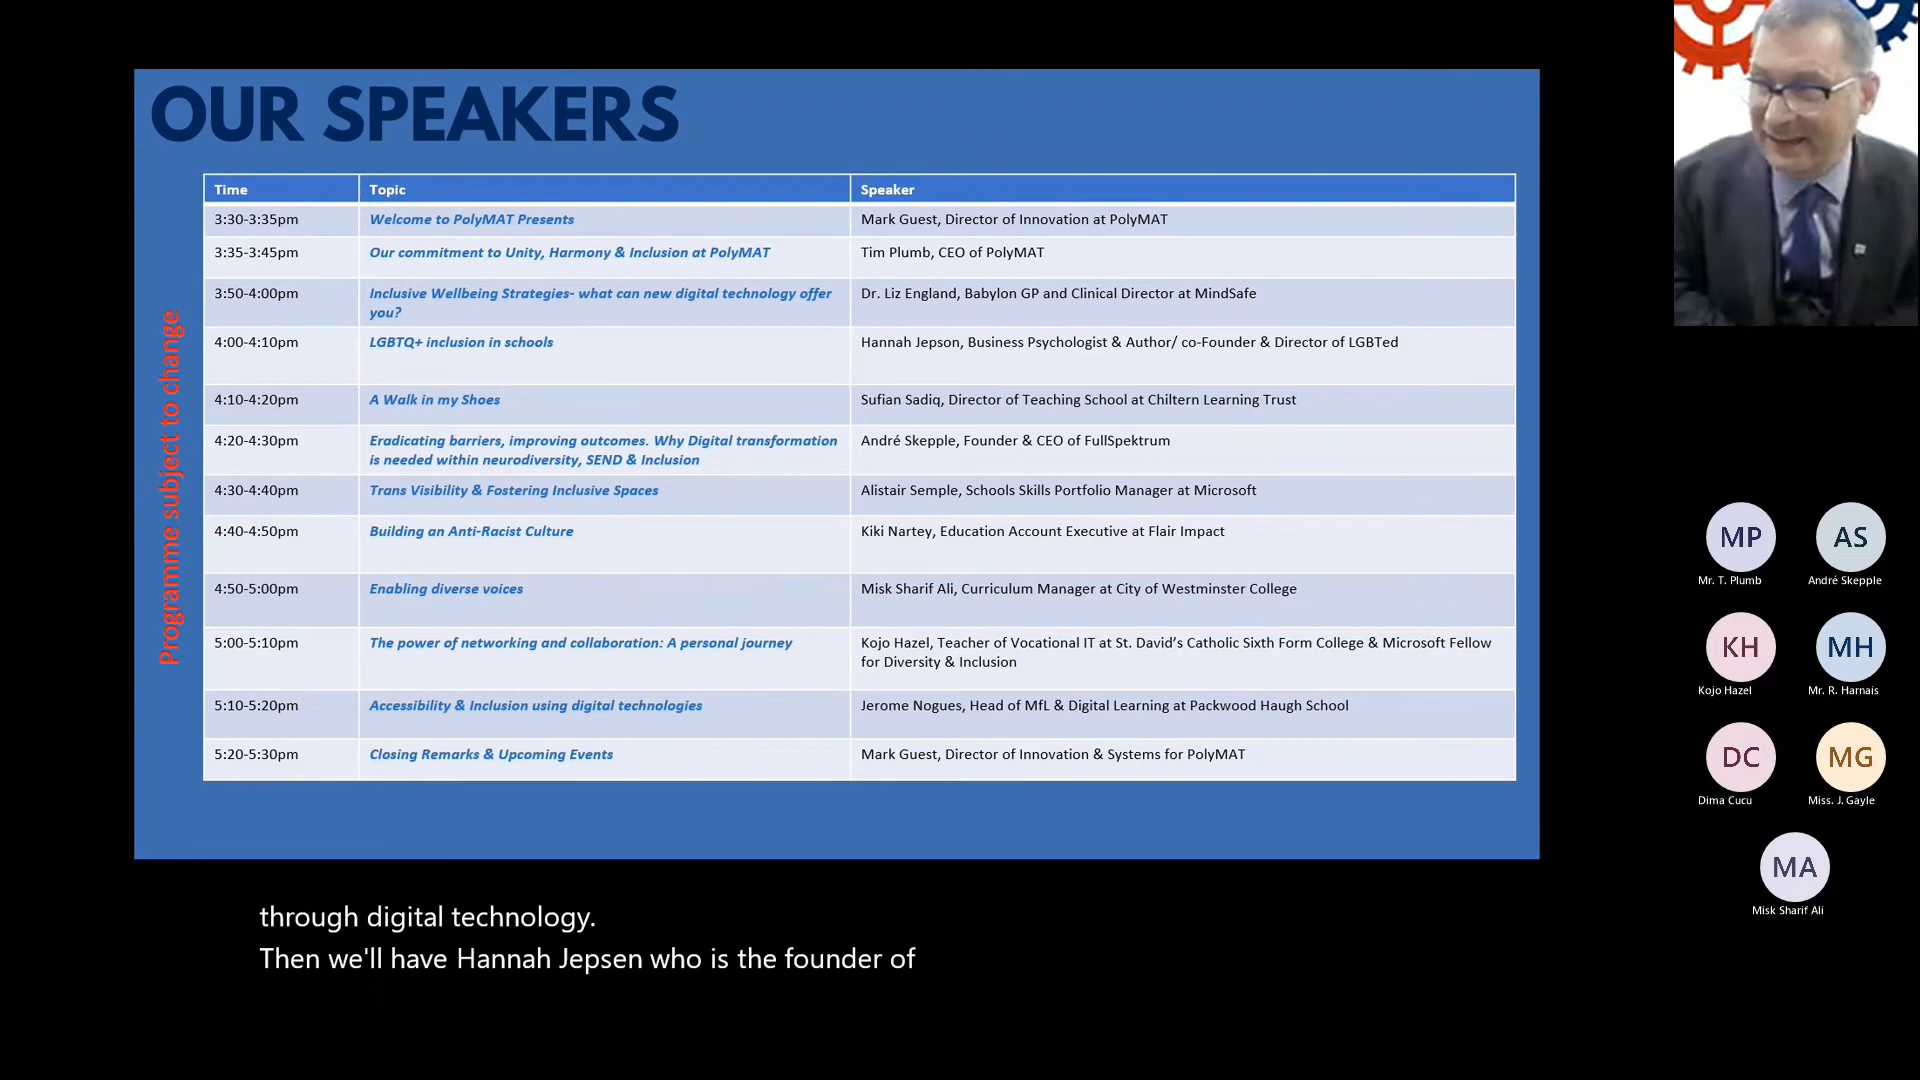 OUR SPEAKERS
Programme subject to change
Time Topic Speaker
3:30-3:35pm Welcome to PolyMAT Presents Mark Guest, Director of Innovation at PolyMAT
3:35-3:45pm Our commitment to Unity, Harmony & Inclusion at PolyMAT Tim Plumb, CEO of PolyMAT
3:50-4:00pm Inclusive Wellbeing Strategies- what can new digital technology offer Dr. Liz England, Babylon GP and Clinical Director at MindSafe
you?
4:00-4:10pm LGBTQ+ inclusion in schools Hannah Jepson, Business Psychologist & Author/ co-Founder & Director of LGBTed
4:10-4:20pm A Walk in my Shoes Sufian Sadiq, Director of Teaching School at Chiltern Learning Trust
4:20-4:30pm Eradicating barriers, improving outcomes. Why Digital transformation André Skepple, Founder & CEO of FullSpektrum
is needed within neurodiversity, SEND & Inclusion
4:30-4:40pm Trans Visibility & Fostering Inclusive Spaces Alistair Semple, Schools Skills Portfolio Manager at Microsoft
4:40-4:50pm Building an Anti-Racist Culture Kiki Nartey, Education Account Executive at Flair Impact
4:50-5:00pm Enabling diverse voices Misk Sharif Ali, Curriculum Manager at City of Westminster College
5:00-5:10pm The power of networking and collaboration: A personal journey Kojo Hazel, Teacher of Vocational IT at St. David's Catholic Sixth Form College & Microsoft Fellow
for Diversity & Inclusion
5:10-5:20pm Accessibility & Inclusion using digital technologies Jerome Nogues, Head of MfL & Digital Learning at Packwood Haugh School
5:20-5:30pm Closing Remarks & Upcoming Events Mark Guest, Director of Innovation & Systems for PolyMAT
MP AS
Mr. T. Plumb André Skepple
KH MH
Kojo Hazel Mr. R. Harnais
DC MG
Dima Cucu Miss. J. Gayle
MA
Misk Sharif Ali
through digital technology.
Then we'll have Hannah Jepsen who is the founder of